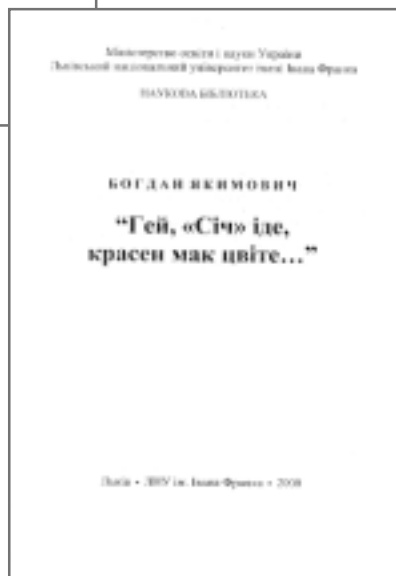 Міністерство освіти і науки України
Львівський національний університет імені Івана Франка
НАУКОВА БІБЛІОТЕКА
БОГДАН ЯКИМОВИЧ
“Гей, «Січ» іде,
красен мак цвіте…”
Львів • ЛНУ ім. Івана Франка • 2008